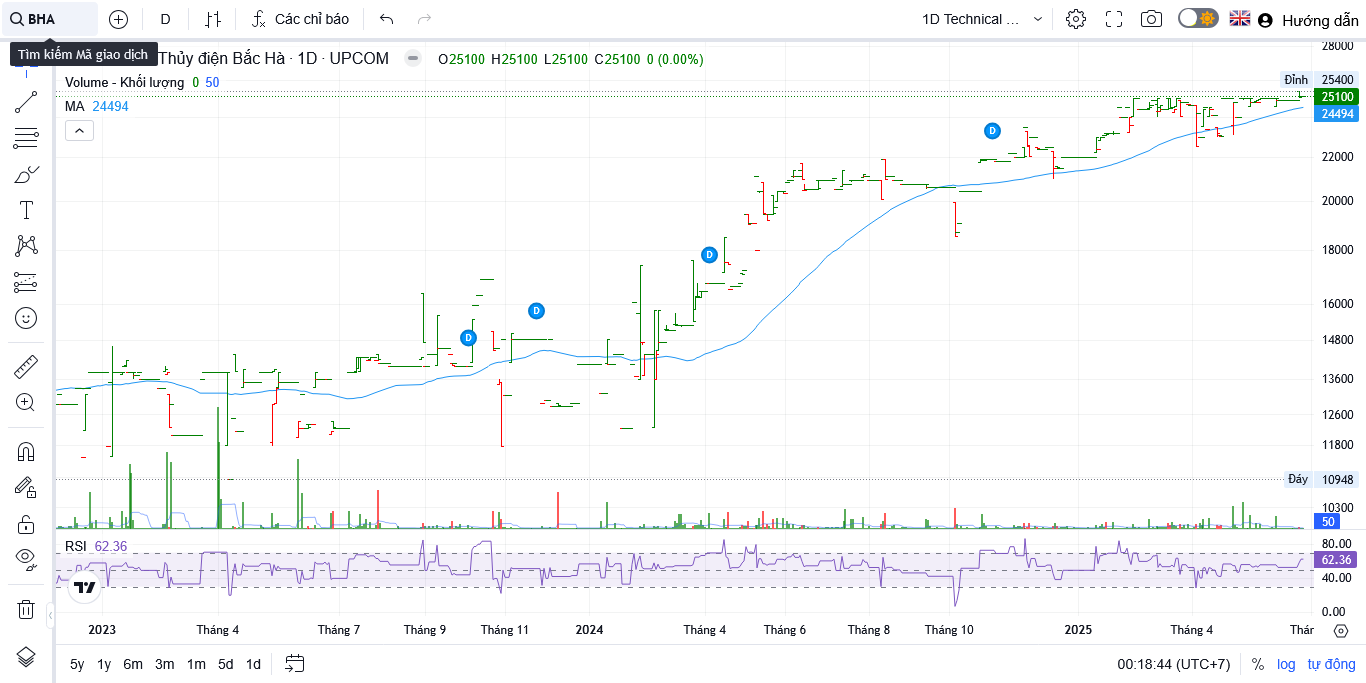 BHA
D
Các chỉ báo
1D Technical ...
Hướng dẫn
Tìm kiếm Mã giao dịch
Thủy điện Bắc Hà · 1D · UPCOM
O25100 H25100 L25100 C25100 0 (0.00%)
Volume - Khối lượng 0 50
MA 24494
28000
Đỉnh 25400
25100
24494
22000
20000
18000
16000
14800
13600
12600
11800
Đáy 10948
10300
50
D
D
D
D
RSI 62.36
80.00
62.36
40.00
0.00
2023 Tháng 4 Tháng 7 Tháng 9 Tháng 11 2024 Tháng 4 Tháng 6 Tháng 8 Tháng 10 2025 Tháng 4 Thár
5y 1y 6m 3m 1m 5d 1d
00:18:44 (UTC+7) % log tự động